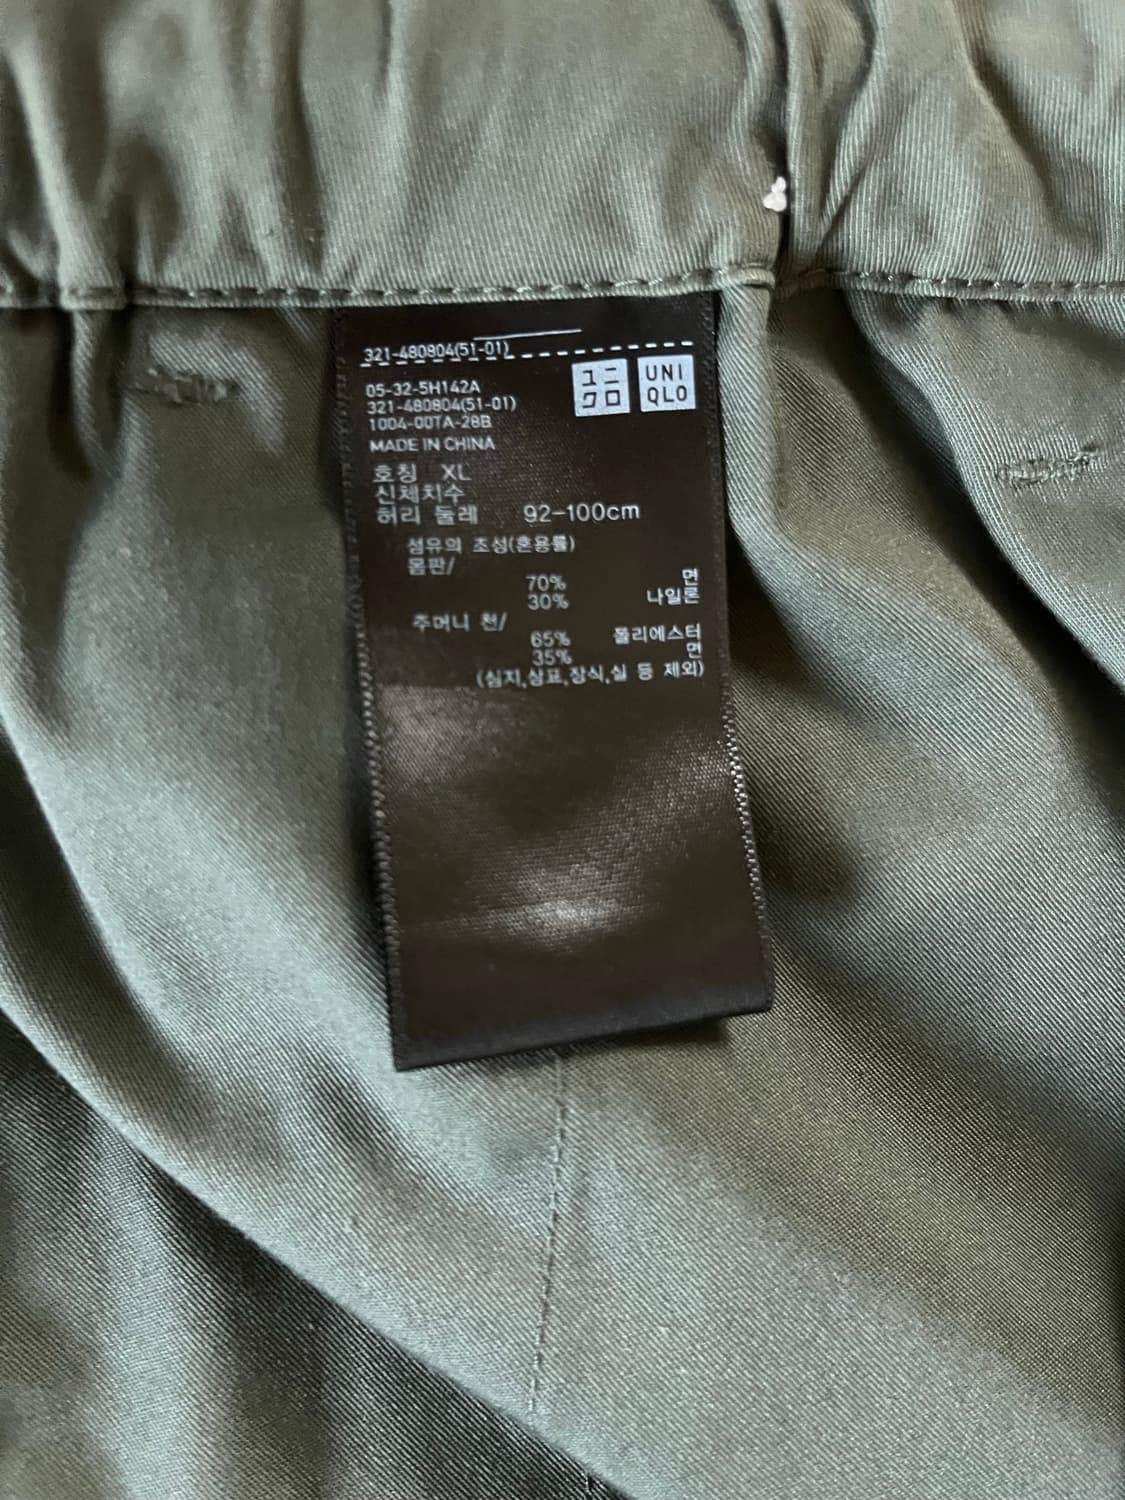 321-480804(51-01)
05-32-5H142A
321-480804(51-01)
1004-007A-28B
MADE IN CHINA
ユニ
クロ
UNI
QLO
호칭 XL
신체치수
허리 둘레 92-100cm
섬유의 조성(혼용률)
몸판/
70% 면
30% 나일론
주머니 천/
65% 폴리에스터
35% 면
(심지,상표,장식,실 등 제외)